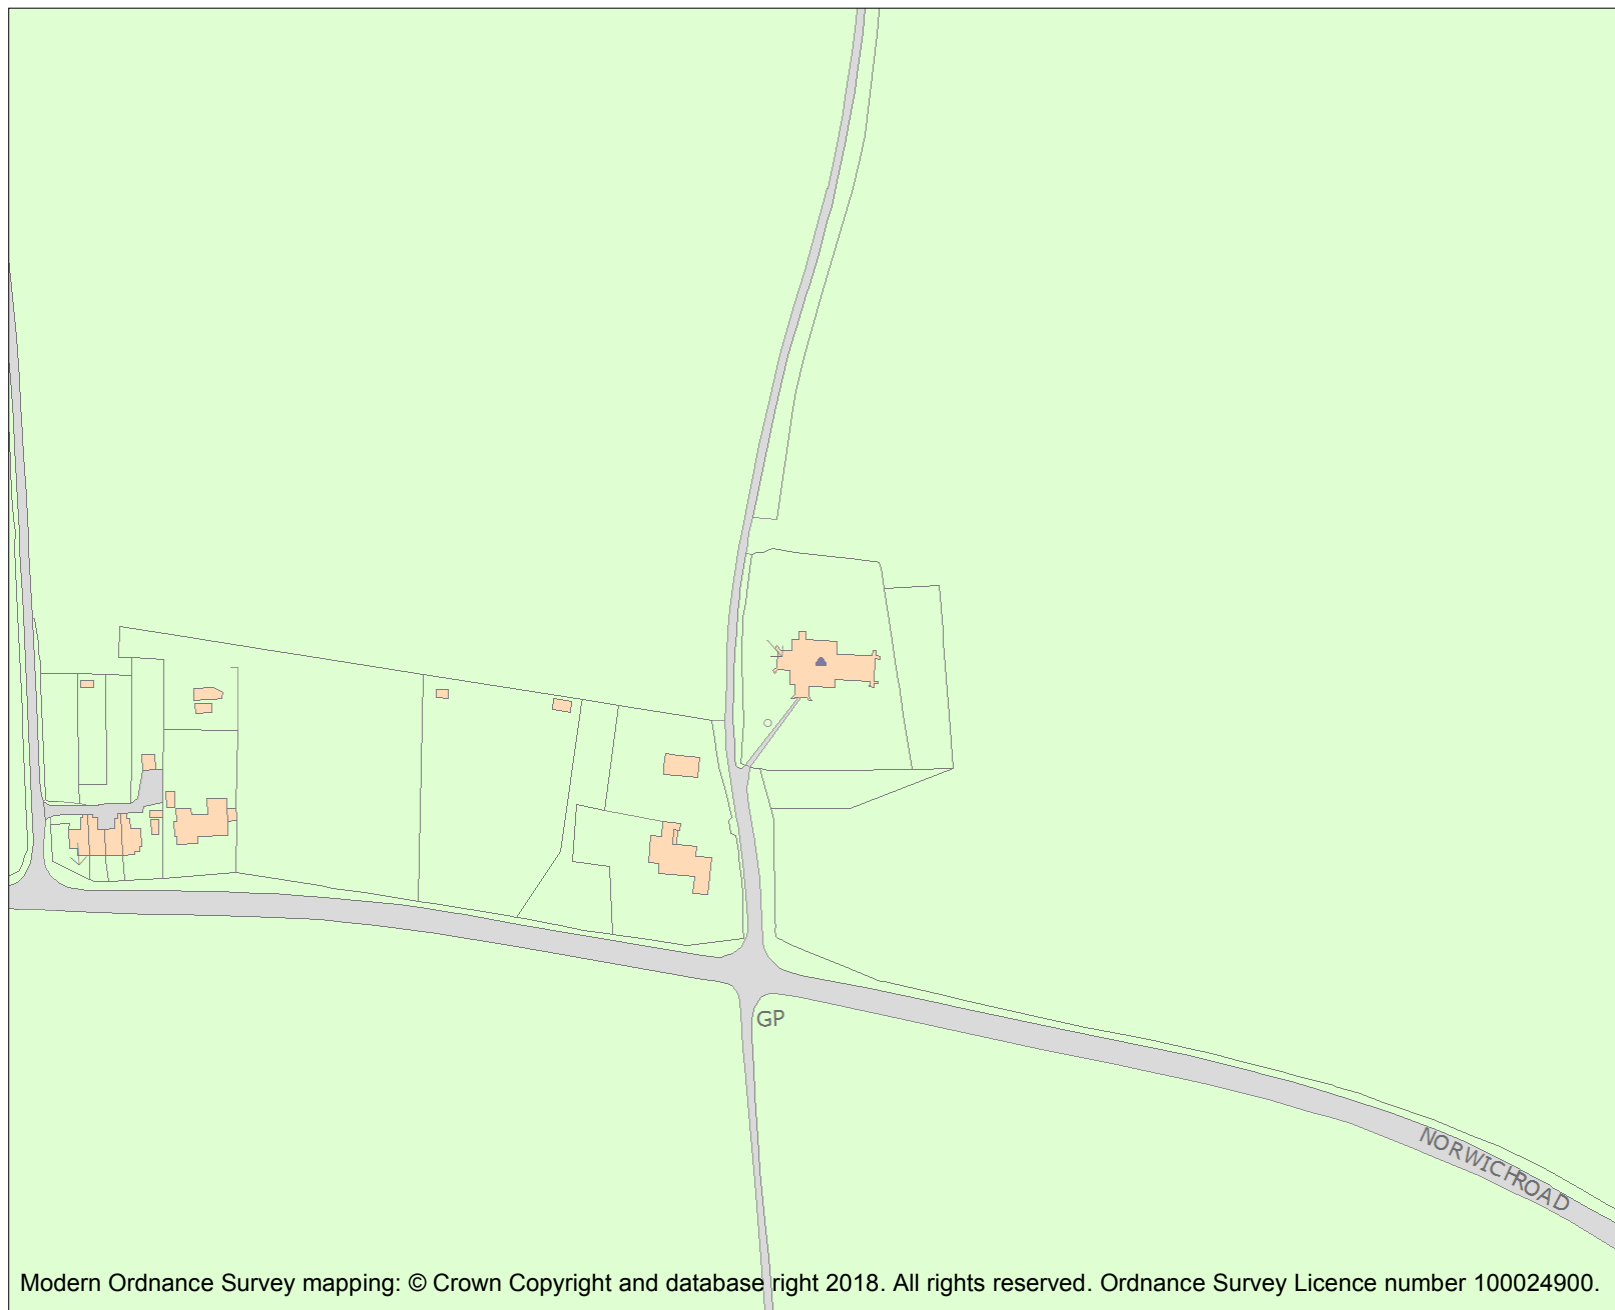 GP
NORWICH ROAD
Modern Ordnance Survey mapping: © Crown Copyright and database right 2018. All rights reserved. Ordnance Survey Licence number 100024900.